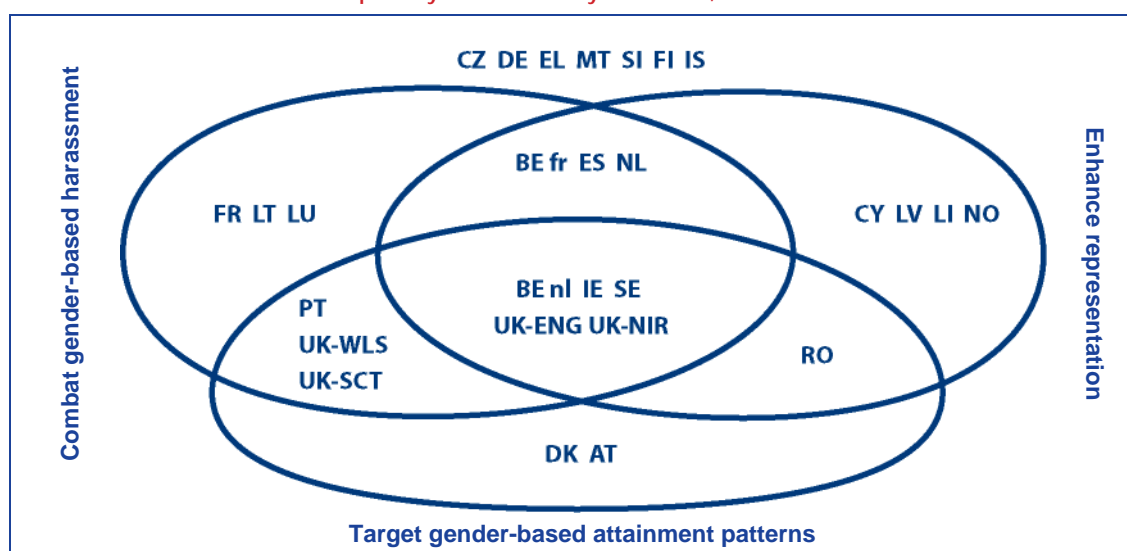 CZ DE EL MT SI FI IS
Combat gender-based harassment
Enhance representation
BE fr ES NL
FR LT LU
CY LV LI NO
BE nl IE SE
UK-ENG UK-NIR
PT
UK-WLS
UK-SCT
RO
DK AT
Target gender-based attainment patterns